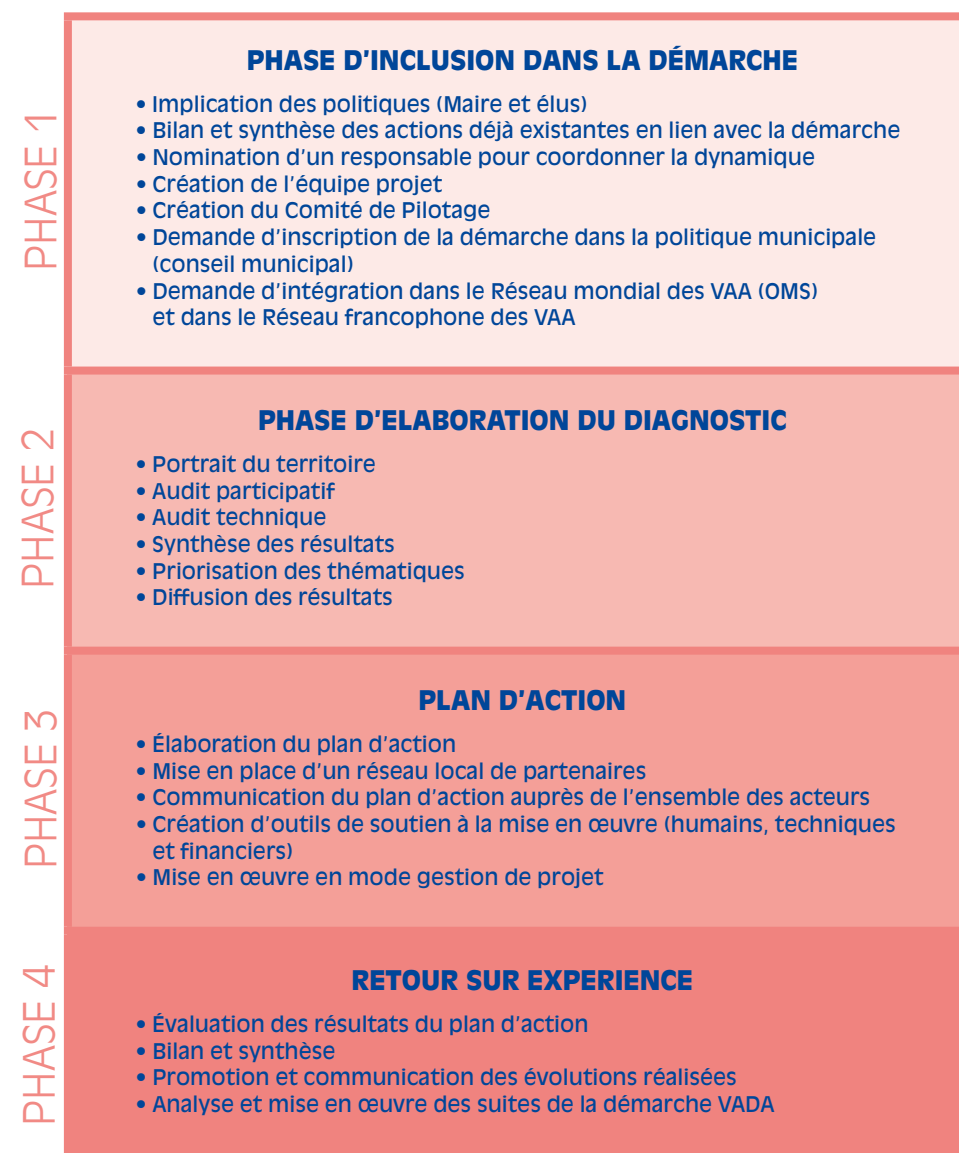 PHASE 1
PHASE D'INCLUSION DANS LA DÉMARCHE
• Implication des politiques (Maire et élus)
• Bilan et synthèse des actions déjà existantes en lien avec la démarche
• Nomination d'un responsable pour coordonner la dynamique
• Création de l'équipe projet
• Création du Comité de Pilotage
• Demande d'inscription de la démarche dans la politique municipale
(conseil municipal)
• Demande d'intégration dans le Réseau mondial des VAA (OMS)
et dans le Réseau francophone des VAA
PHASE 2
PHASE D'ELABORATION DU DIAGNOSTIC
• Portrait du territoire
• Audit participatif
• Audit technique
• Synthèse des résultats
• Priorisation des thématiques
• Diffusion des résultats
PHASE 3
PLAN D'ACTION
• Élaboration du plan d'action
• Mise en place d'un réseau local de partenaires
• Communication du plan d'action auprès de l'ensemble des acteurs
• Création d'outils de soutien à la mise en œuvre (humains, techniques
et financiers)
• Mise en œuvre en mode gestion de projet
PHASE 4
RETOUR SUR EXPERIENCE
• Évaluation des résultats du plan d'action
• Bilan et synthèse
• Promotion et communication des évolutions réalisées
• Analyse et mise en œuvre des suites de la démarche VADA